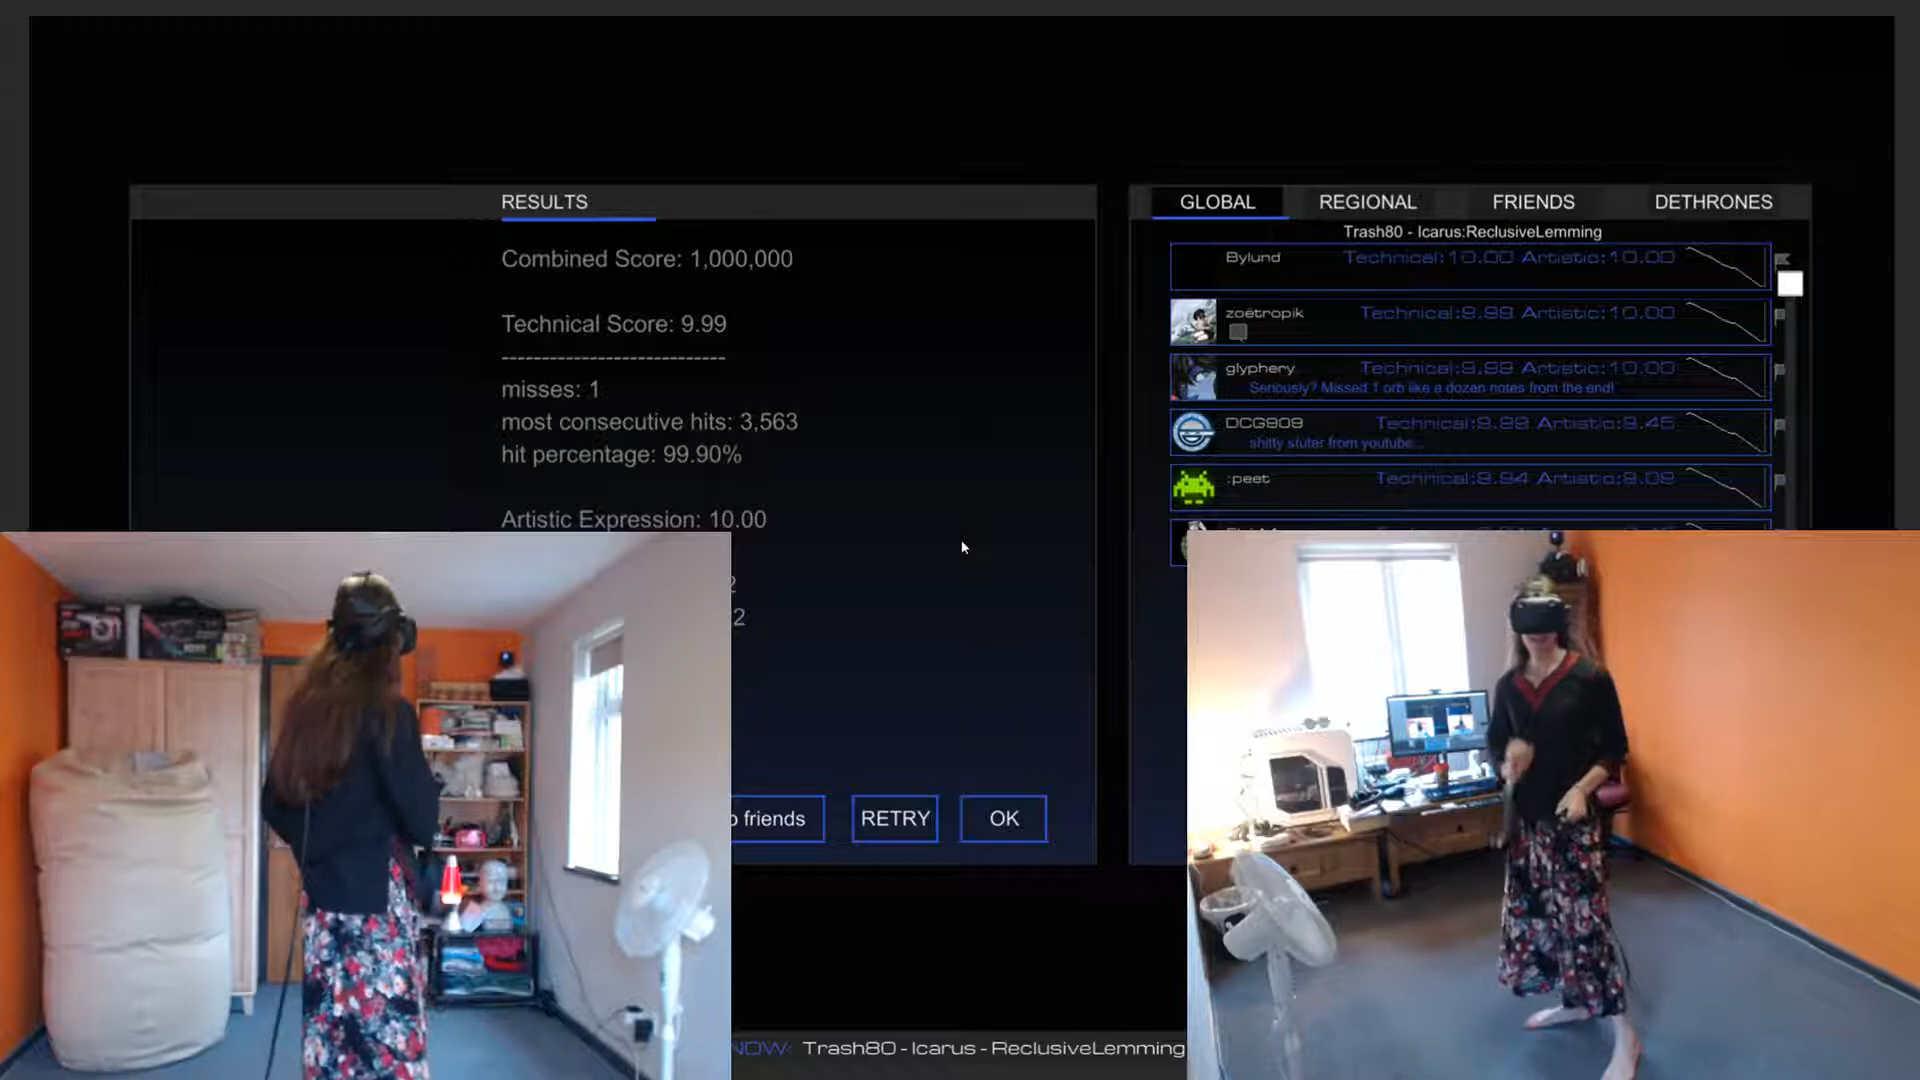 RESULTS
Combined Score: 1,000,000
Technical Score: 9.99
----------------------------
misses: 1
most consecutive hits: 3,563
hit percentage: 99.90%
Artistic Expression: 10.00
2
2
o friends
RETRY
OK
GLOBAL REGIONAL FRIENDS DETHRONES
Trash80 - Icarus:ReclusiveLemming
Bylund Technical:10.00 Artistic:10.00
zoëtropik Technical:9.99 Artistic:10.00
glyphery Technical:9.99 Artistic:10.00
Seriously? Missed 1 orb like a dozen notes from the end!
DCG909 Artistic:9.45
shitty stuter from youtube...
:peet Technical:9.94 Artistic:9.09
NOW: Trash80 - Icarus - ReclusiveLemming